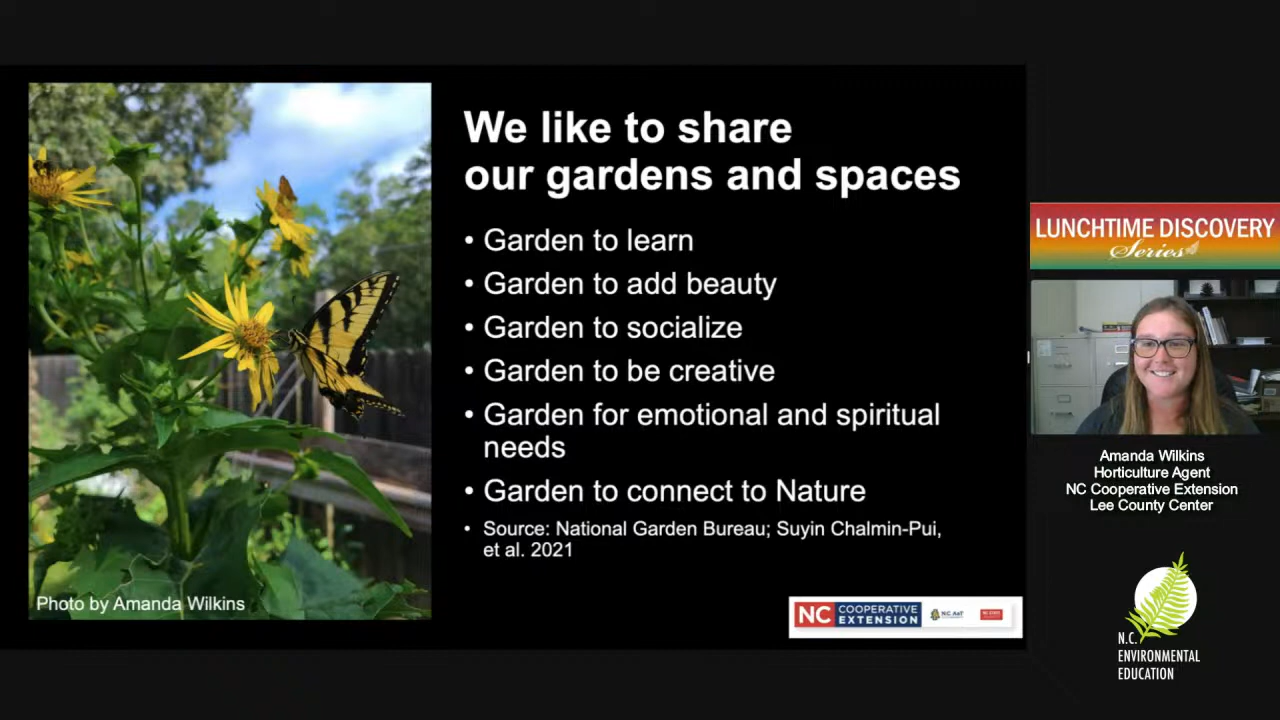 We like to share
our gardens and spaces
• Garden to learn
• Garden to add beauty
• Garden to socialize
• Garden to be creative
• Garden for emotional and spiritual
needs
• Garden to connect to Nature
• Source: National Garden Bureau; Suyin Chalmin-Pui,
et al. 2021
Photo by Amanda Wilkins
NC COOPERATIVE
EXTENSION
N.C. A&T
NC STATE
LUNCHTIME DISCOVERY
Series
Amanda Wilkins
Horticulture Agent
NC Cooperative Extension
Lee County Center
N.C.
ENVIRONMENTAL
EDUCATION